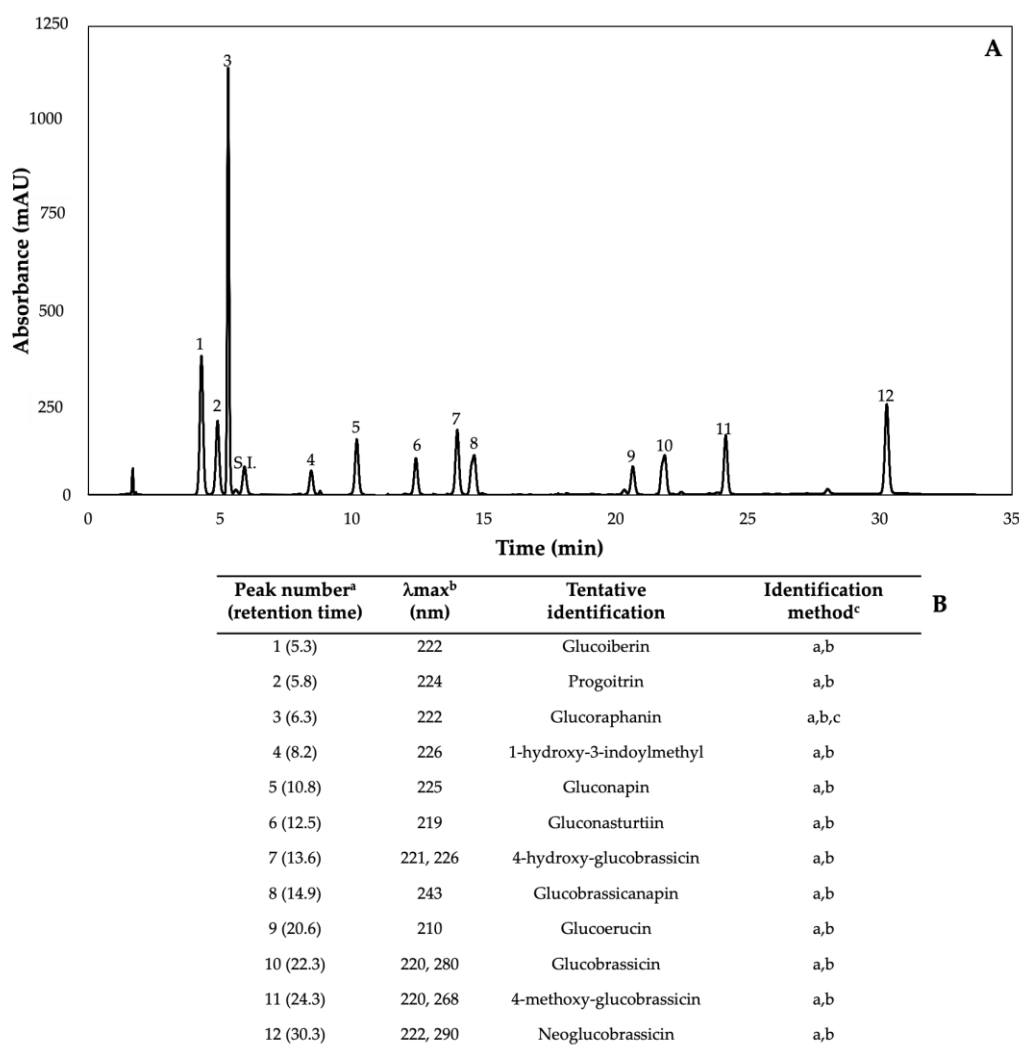 1250
A
3
1000
Absorbance (mAU)
750
500
1
250
2
S.I.
4
5
6
7
8
9
10
11
12
0
0 5 10 15 20 25 30 35
Time (min)
B
Peak numberᵃ λmaxᵇ Tentative Identification
(retention time) (nm) identification methodᶜ
1 (5.3) 222 Glucoiberin a,b
2 (5.8) 224 Progoitrin a,b
3 (6.3) 222 Glucoraphanin a,b,c
4 (8.2) 226 1-hydroxy-3-indoylmethyl a,b
5 (10.8) 225 Gluconapin a,b
6 (12.5) 219 Gluconasturtiin a,b
7 (13.6) 221, 226 4-hydroxy-glucobrassicin a,b
8 (14.9) 243 Glucobrassicanapin a,b
9 (20.6) 210 Glucoerucin a,b
10 (22.3) 220, 280 Glucobrassicin a,b
11 (24.3) 220, 268 4-methoxy-glucobrassicin a,b
12 (30.3) 222, 290 Neoglucobrassicin a,b